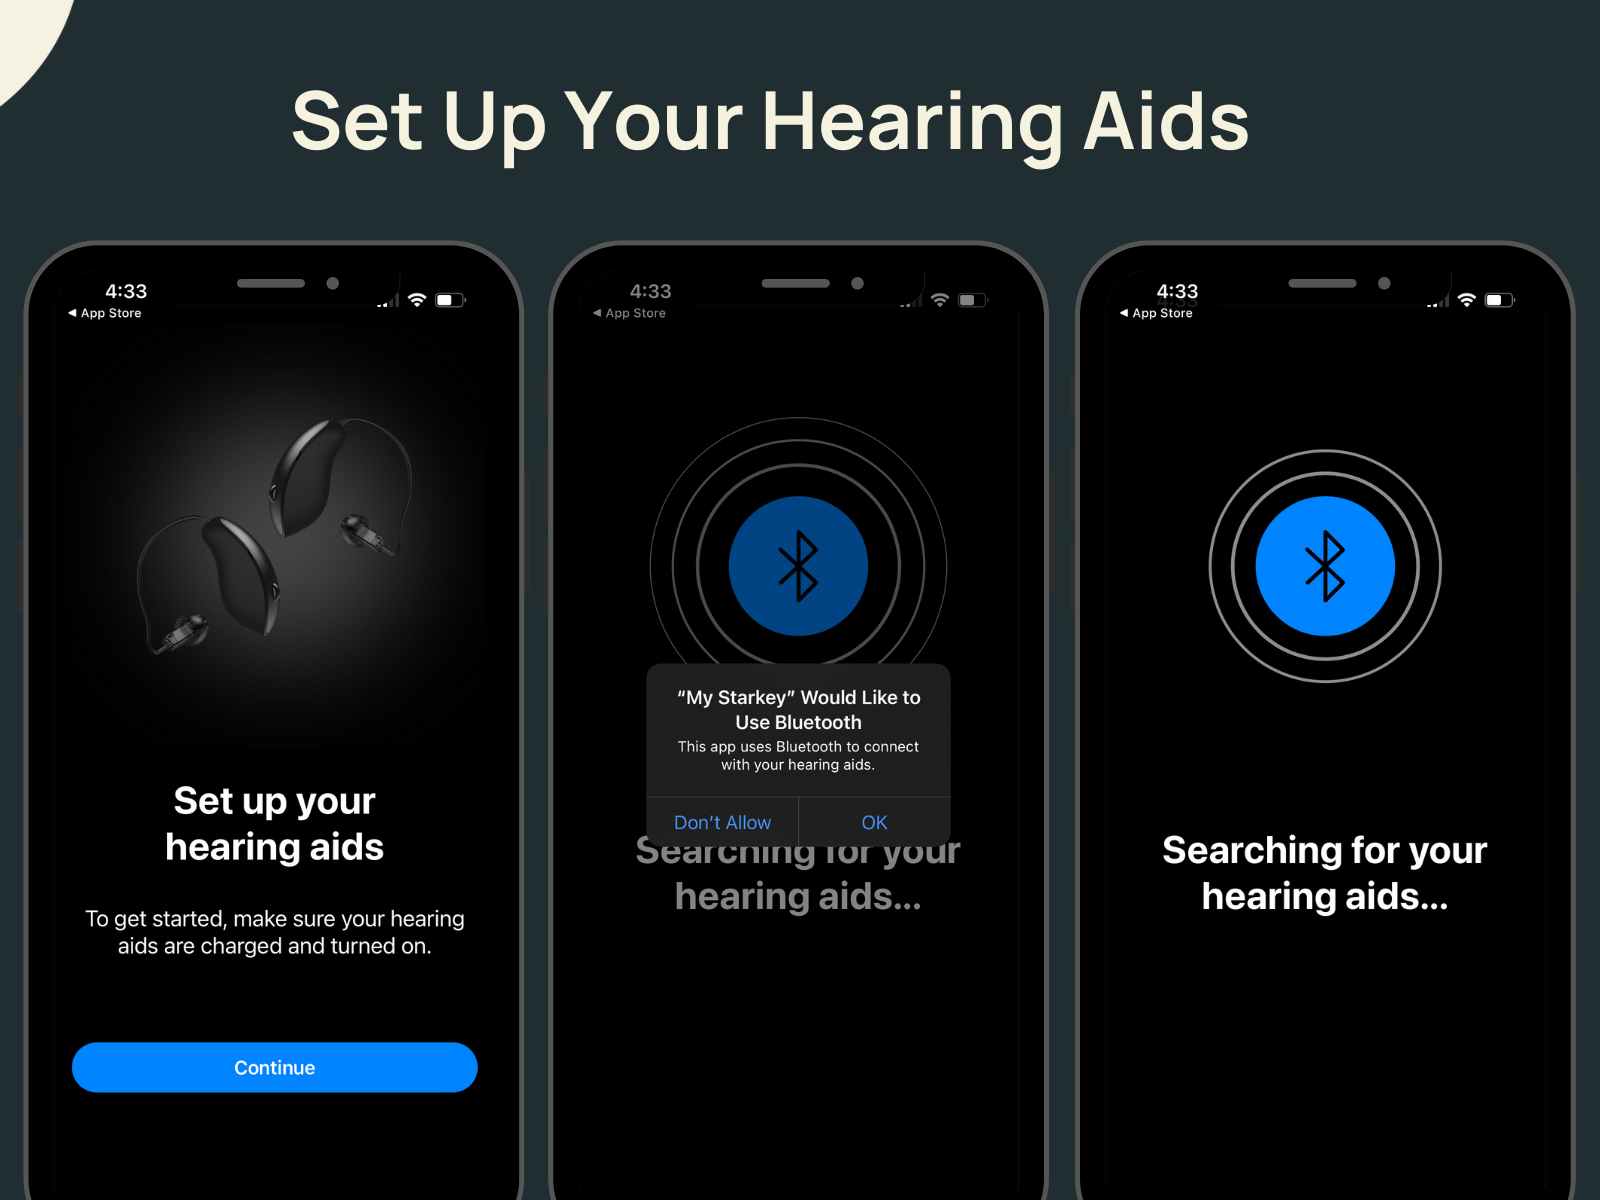 Set Up Your Hearing Aids
4:33
◀ App Store
Set up your
hearing aids
To get started, make sure your hearing
aids are charged and turned on.
Continue
4:33
◀ App Store
“My Starkey” Would Like to
Use Bluetooth
This app uses Bluetooth to connect
with your hearing aids.
Don’t Allow
OK
Searching for your
hearing aids...
4:33
◀ App Store
Searching for your
hearing aids...